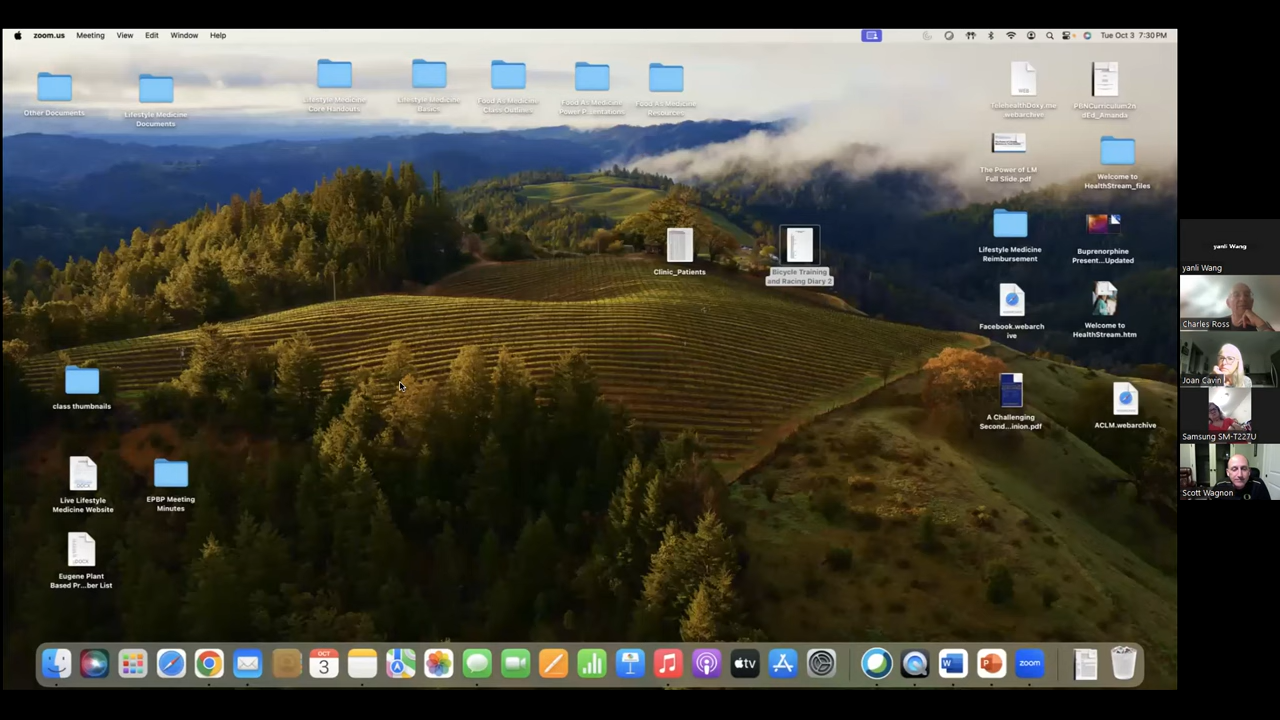 zoom.us Meeting View Edit Window Help
Tue Oct 3 7:30 PM
Other Documents
Lifestyle Medicine
Documents
Lifestyle Medicine
Core Handouts
Lifestyle Medicine
Basics
Food As Medicine
Class Outlines
Food As Medicine
Power Presentations
Food As Medicine
Resources
TelehealthDoxy.me
webarchive
PBNCurriculum2n
dEd_Amanda
The Power of LM
Full Slide.pdf
Welcome to
HealthStream_files
Clinic_Patients
Bicycle Training
and Racing Diary 2
Lifestyle Medicine
Reimbursement
Buprenorphine
Present...Updated
Facebook.webarch
ive
Welcome to
HealthStream.htm
class thumbnails
A Challenging
Second...inion.pdf
ACLM.webarchive
Live Lifestyle
Medicine Website
EPBP Meeting
Minutes
Eugene Plant
Based Pr...ber List
yanli Wang
yanli Wang
Charles Ross
Joan Cavin
Samsung SM-T227U
Scott Wagnon
OCT
3
tv
W
P
zoom